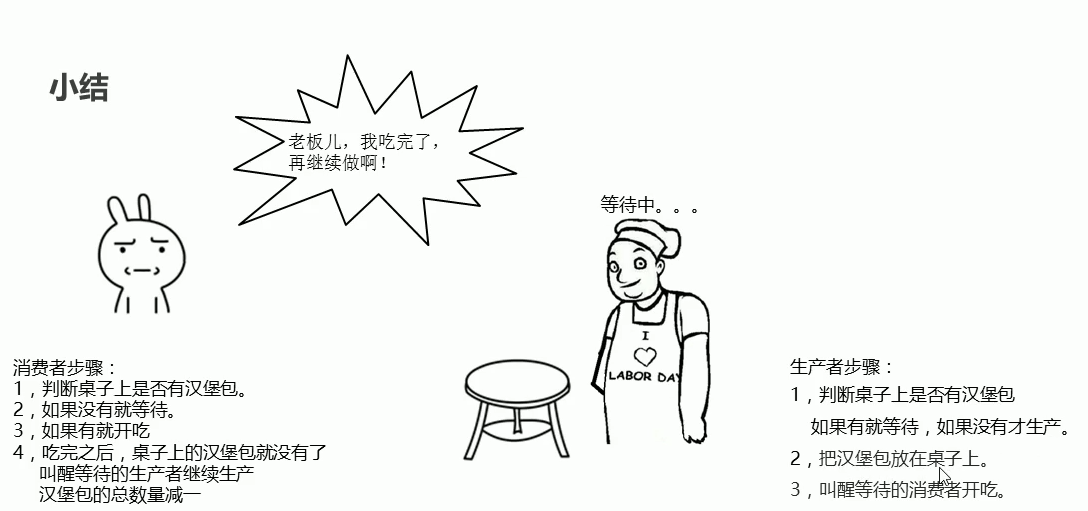 小结
老板儿，我吃完了，
再继续做啊！
等待中。。。
I
LABOR DAY
消费者步骤：
1，判断桌子上是否有汉堡包。
2，如果没有就等待。
3，如果有就开吃
4，吃完之后，桌子上的汉堡包就没有了
叫醒等待的生产者继续生产
汉堡包的总数量减一
生产者步骤：
1，判断桌子上是否有汉堡包
如果有就等待，如果没有才生产。
2，把汉堡包放在桌子上。
3，叫醒等待的消费者开吃。